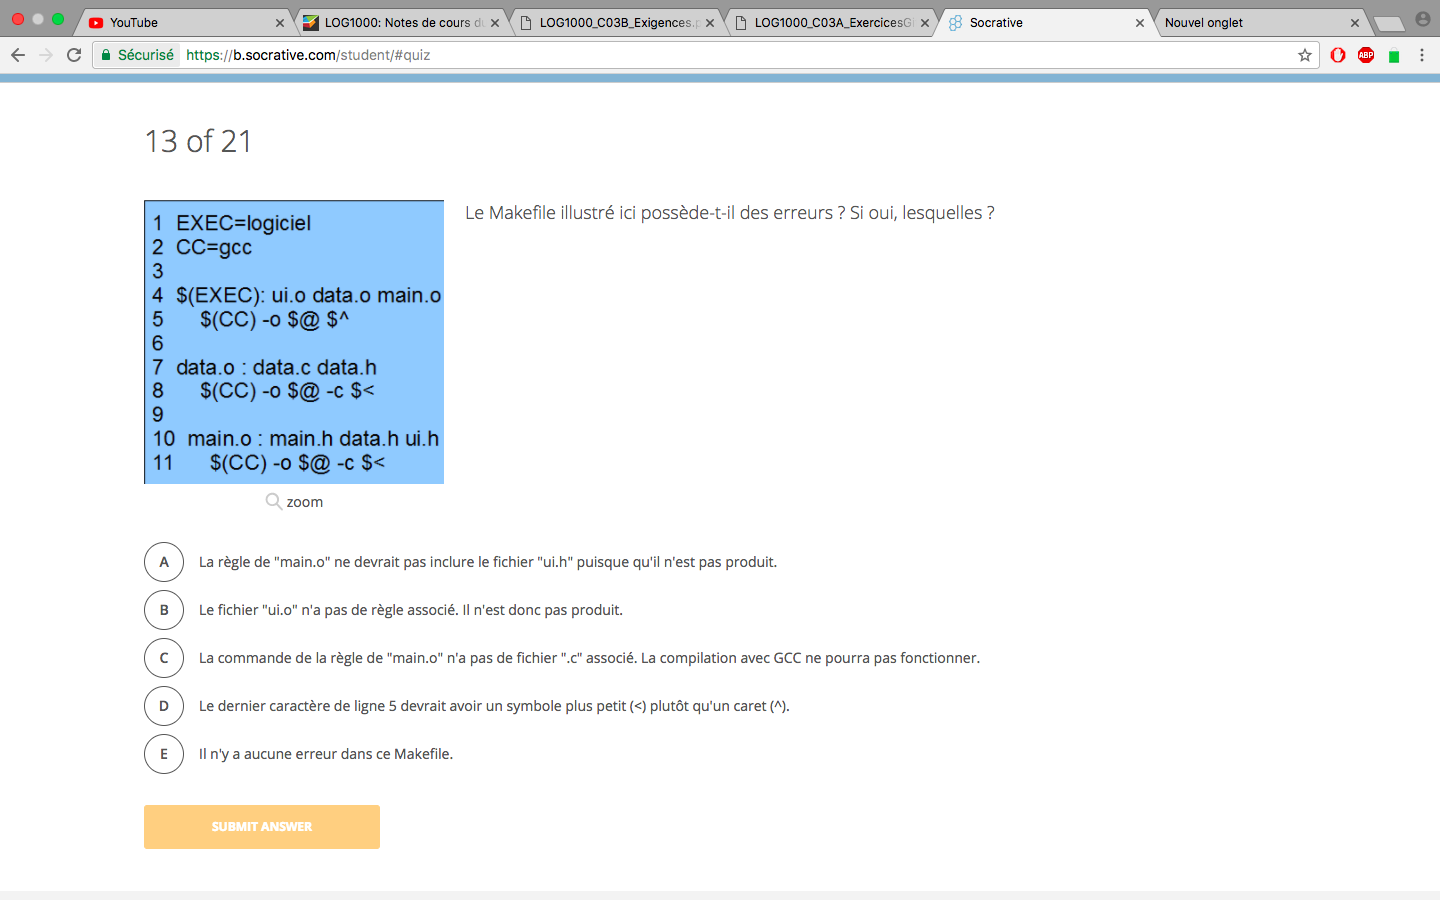 YouTube
LOG1000: Notes de cours d
LOG1000_C03B_Exigences.p
LOG1000_C03A_ExercicesGi
Socrative
Nouvel onglet
Sécurisé https://b.socrative.com/student/#quiz
ABP
13 of 21
1 EXEC=logiciel
2 CC=gcc
3
4 $(EXEC): ui.o data.o main.o
5 $(CC) -o $@ $^
6
7 data.o : data.c data.h
8 $(CC) -o $@ -c $<
9
10 main.o : main.h data.h ui.h
11 $(CC) -o $@ -c $<
zoom
Le Makefile illustré ici possède-t-il des erreurs ? Si oui, lesquelles ?
A La règle de "main.o" ne devrait pas inclure le fichier "ui.h" puisque qu'il n'est pas produit.
B Le fichier "ui.o" n'a pas de règle associé. Il n'est donc pas produit.
C La commande de la règle de "main.o" n'a pas de fichier ".c" associé. La compilation avec GCC ne pourra pas fonctionner.
D Le dernier caractère de ligne 5 devrait avoir un symbole plus petit (<) plutôt qu'un caret (^).
E Il n'y a aucune erreur dans ce Makefile.
SUBMIT ANSWER